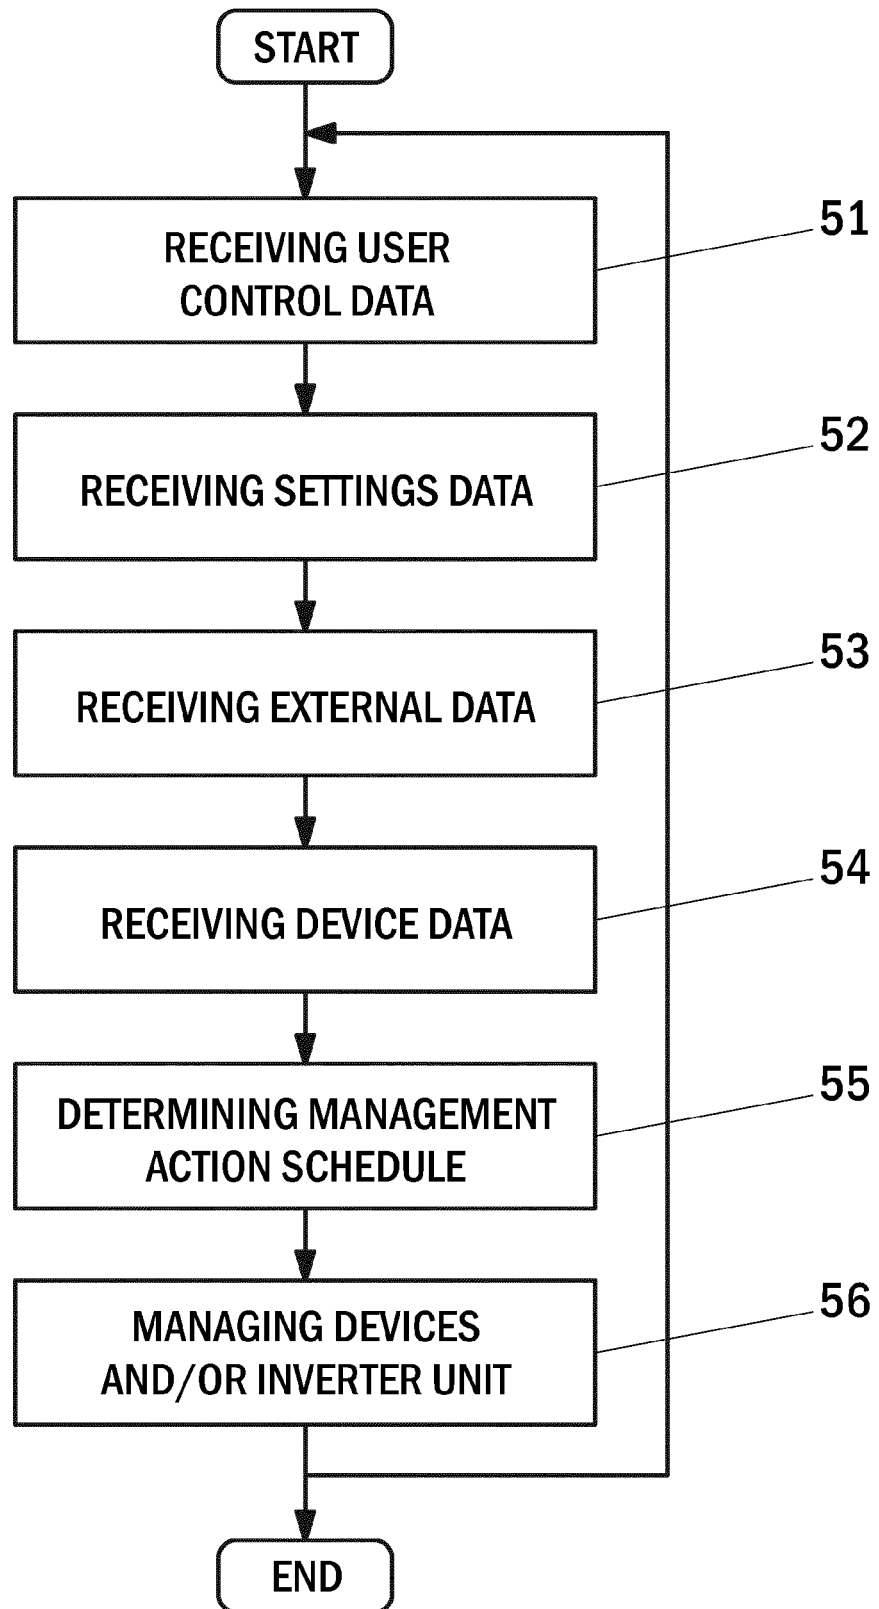 START
RECEIVING USER
CONTROL DATA
51
RECEIVING SETTINGS DATA
52
RECEIVING EXTERNAL DATA
53
RECEIVING DEVICE DATA
54
DETERMINING MANAGEMENT
ACTION SCHEDULE
55
MANAGING DEVICES
AND/OR INVERTER UNIT
56
END